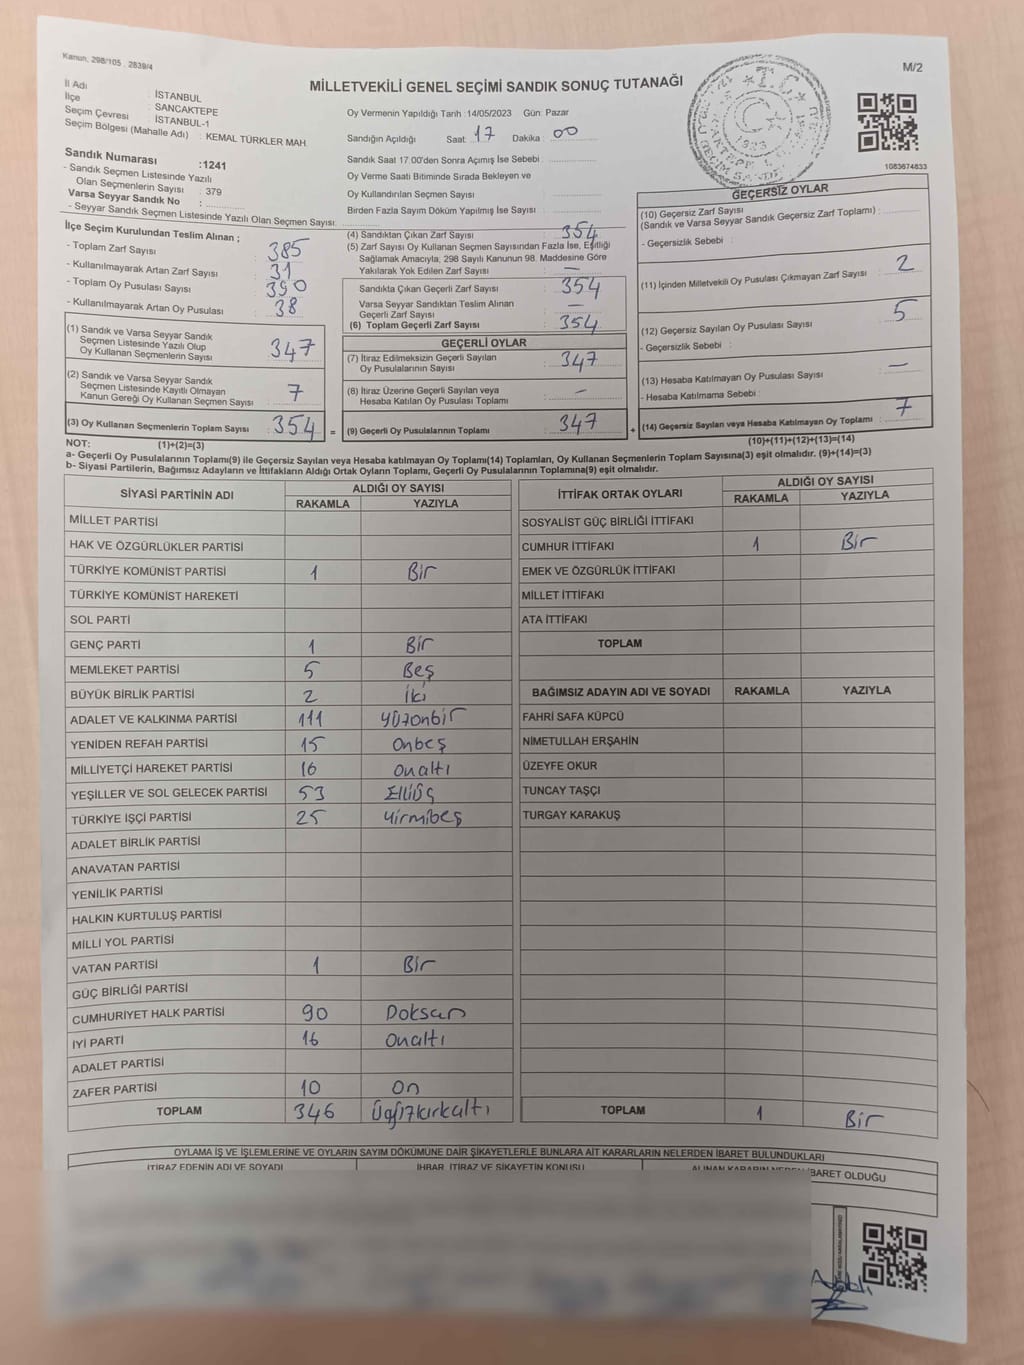 Kanun, 298/105 , 2839/4
M/2
MİLLETVEKİLİ GENEL SEÇİMİ SANDIK SONUÇ TUTANAĞI
İl Adı : İSTANBUL
İlçe : SANCAKTEPE
Seçim Çevresi : İSTANBUL-1
Seçim Bölgesi (Mahalle Adı) : KEMAL TÜRKLER MAH.
Sandık Numarası :1241
- Sandık Seçmen Listesinde Yazılı
Olan Seçmenlerin Sayısı : 379
Varsa Seyyar Sandık No :
- Seyyar Sandık Seçmen Listesinde Yazılı Olan Seçmen Sayısı:
Oy Vermenin Yapıldığı Tarih :14/05/2023 Gün: Pazar
Sandığın Açıldığı Saat: 17 Dakika : 00
Sandık Saat 17.00'den Sonra Açımış İse Sebebi :
Oy Verme Saati Bitiminde Sırada Bekleyen ve
Oy Kullandırılan Seçmen Sayısı
Birden Fazla Sayım Döküm Yapılmış İse Sayısı :
1083674833
İlçe Seçim Kurulundan Teslim Alınan ;
- Toplam Zarf Sayısı : 385
- Kullanılmayarak Artan Zarf Sayısı : 31
- Toplam Oy Pusulası Sayısı : 390
- Kullanılmayarak Artan Oy Pusulası : 38
(1) Sandık ve Varsa Seyyar Sandık
Seçmen Listesinde Yazılı Olup
Oy Kullanan Seçmenlerin Sayısı : 347
(2) Sandık ve Varsa Seyyar Sandık
Seçmen Listesinde Kayıtlı Olmayan
Kanun Gereği Oy Kullanan Seçmen Sayısı : 7
(3) Oy Kullanan Seçmenlerin Toplam Sayısı : 354
(4) Sandıktan Çıkan Zarf Sayısı : 354
(5) Zarf Sayısı Oy Kullanan Seçmen Sayısından Fazla İse, Eşitliği
Sağlamak Amacıyla, 298 Sayılı Kanunun 98. Maddesine Göre
Yakılarak Yok Edilen Zarf Sayısı : —
Sandıkta Çıkan Geçerli Zarf Sayısı : 354
Varsa Seyyar Sandıktan Teslim Alınan
Geçerli Zarf Sayısı : —
(6) Toplam Geçerli Zarf Sayısı : 354
GEÇERLİ OYLAR
(7) İtiraz Edilmeksizin Geçerli Sayılan
Oy Pusulalarının Sayısı : 347
(8) İtiraz Üzerine Geçerli Sayılan veya
Hesaba Katılan Oy Pusulası Toplamı : —
= (9) Geçerli Oy Pusulalarının Toplamı : 347 +
GEÇERSİZ OYLAR
(10) Geçersiz Zarf Sayısı
(Sandık ve Varsa Seyyar Sandık Geçersiz Zarf Toplamı) :
- Geçersizlik Sebebi :
(11) İçinden Milletvekili Oy Pusulası Çıkmayan Zarf Sayısı : 2
(12) Geçersiz Sayılan Oy Pusulası Sayısı : 5
- Geçersizlik Sebebi :
(13) Hesaba Katılmayan Oy Pusulası Sayısı : —
- Hesaba Katılmama Sebebi :
(14) Geçersiz Sayılan veya Hesaba Katılmayan Oy Toplamı : 7
NOT: (1)+(2)=(3)
(10)+(11)+(12)+(13)=(14)
a- Geçerli Oy Pusulalarının Toplamı(9) ile Geçersiz Sayılan veya Hesaba katılmayan Oy Toplamı(14) Toplamları, Oy Kullanan Seçmenlerin Toplam Sayısına(3) eşit olmalıdır. (9)+(14)=(3)
b- Siyasi Partilerin, Bağımsız Adayların ve İttifakların Aldığı Ortak Oyların Toplamı, Geçerli Oy Pusulalarının Toplamına(9) eşit olmalıdır.
SİYASİ PARTİNİN ADI ALDIĞI OY SAYISI
RAKAMLA YAZIYLA
MİLLET PARTİSİ
HAK VE ÖZGÜRLÜKLER PARTİSİ
TÜRKİYE KOMÜNİST PARTİSİ 1 Bir
TÜRKİYE KOMÜNİST HAREKETİ
SOL PARTİ
GENÇ PARTİ 1 Bir
MEMLEKET PARTİSİ 5 Beş
BÜYÜK BİRLİK PARTİSİ 2 İki
ADALET VE KALKINMA PARTİSİ 111 Yüzonbir
YENİDEN REFAH PARTİSİ 15 Onbeş
MİLLİYETÇİ HAREKET PARTİSİ 16 Onaltı
YEŞİLLER VE SOL GELECEK PARTİSİ 53 Elliüç
TÜRKİYE İŞÇİ PARTİSİ 25 Yirmibeş
ADALET BİRLİK PARTİSİ
ANAVATAN PARTİSİ
YENİLİK PARTİSİ
HALKIN KURTULUŞ PARTİSİ
MİLLİ YOL PARTİSİ
VATAN PARTİSİ 1 Bir
GÜÇ BİRLİĞİ PARTİSİ
CUMHURİYET HALK PARTİSİ 90 Doksan
İYİ PARTİ 16 Onaltı
ADALET PARTİSİ
ZAFER PARTİSİ 10 On
TOPLAM 346 Üçyüzkırkaltı
İTTİFAK ORTAK OYLARI ALDIĞI OY SAYISI
RAKAMLA YAZIYLA
SOSYALİST GÜÇ BİRLİĞİ İTTİFAKI
CUMHUR İTTİFAKI 1 Bir
EMEK VE ÖZGÜRLÜK İTTİFAKI
MİLLET İTTİFAKI
ATA İTTİFAKI
TOPLAM
BAĞIMSIZ ADAYIN ADI VE SOYADI RAKAMLA YAZIYLA
FAHRİ SAFA KÜPCÜ
NİMETULLAH ERŞAHİN
ÜZEYFE OKUR
TUNCAY TAŞÇI
TURGAY KARAKUŞ
TOPLAM 1 Bir
OYLAMA İŞ VE İŞLEMLERİNE VE OYLARIN SAYIM DÖKÜMÜNE DAİR ŞİKAYETLERLE BUNLARA AİT KARARLARIN NELERDEN İBARET BULUNDUKLARI
İTİRAZ EDENİN ADI VE SOYADI İHBAR, İTİRAZ VE ŞİKAYETİN KONUSU ALINAN KARARIN NEDEN İBARET OLDUĞU